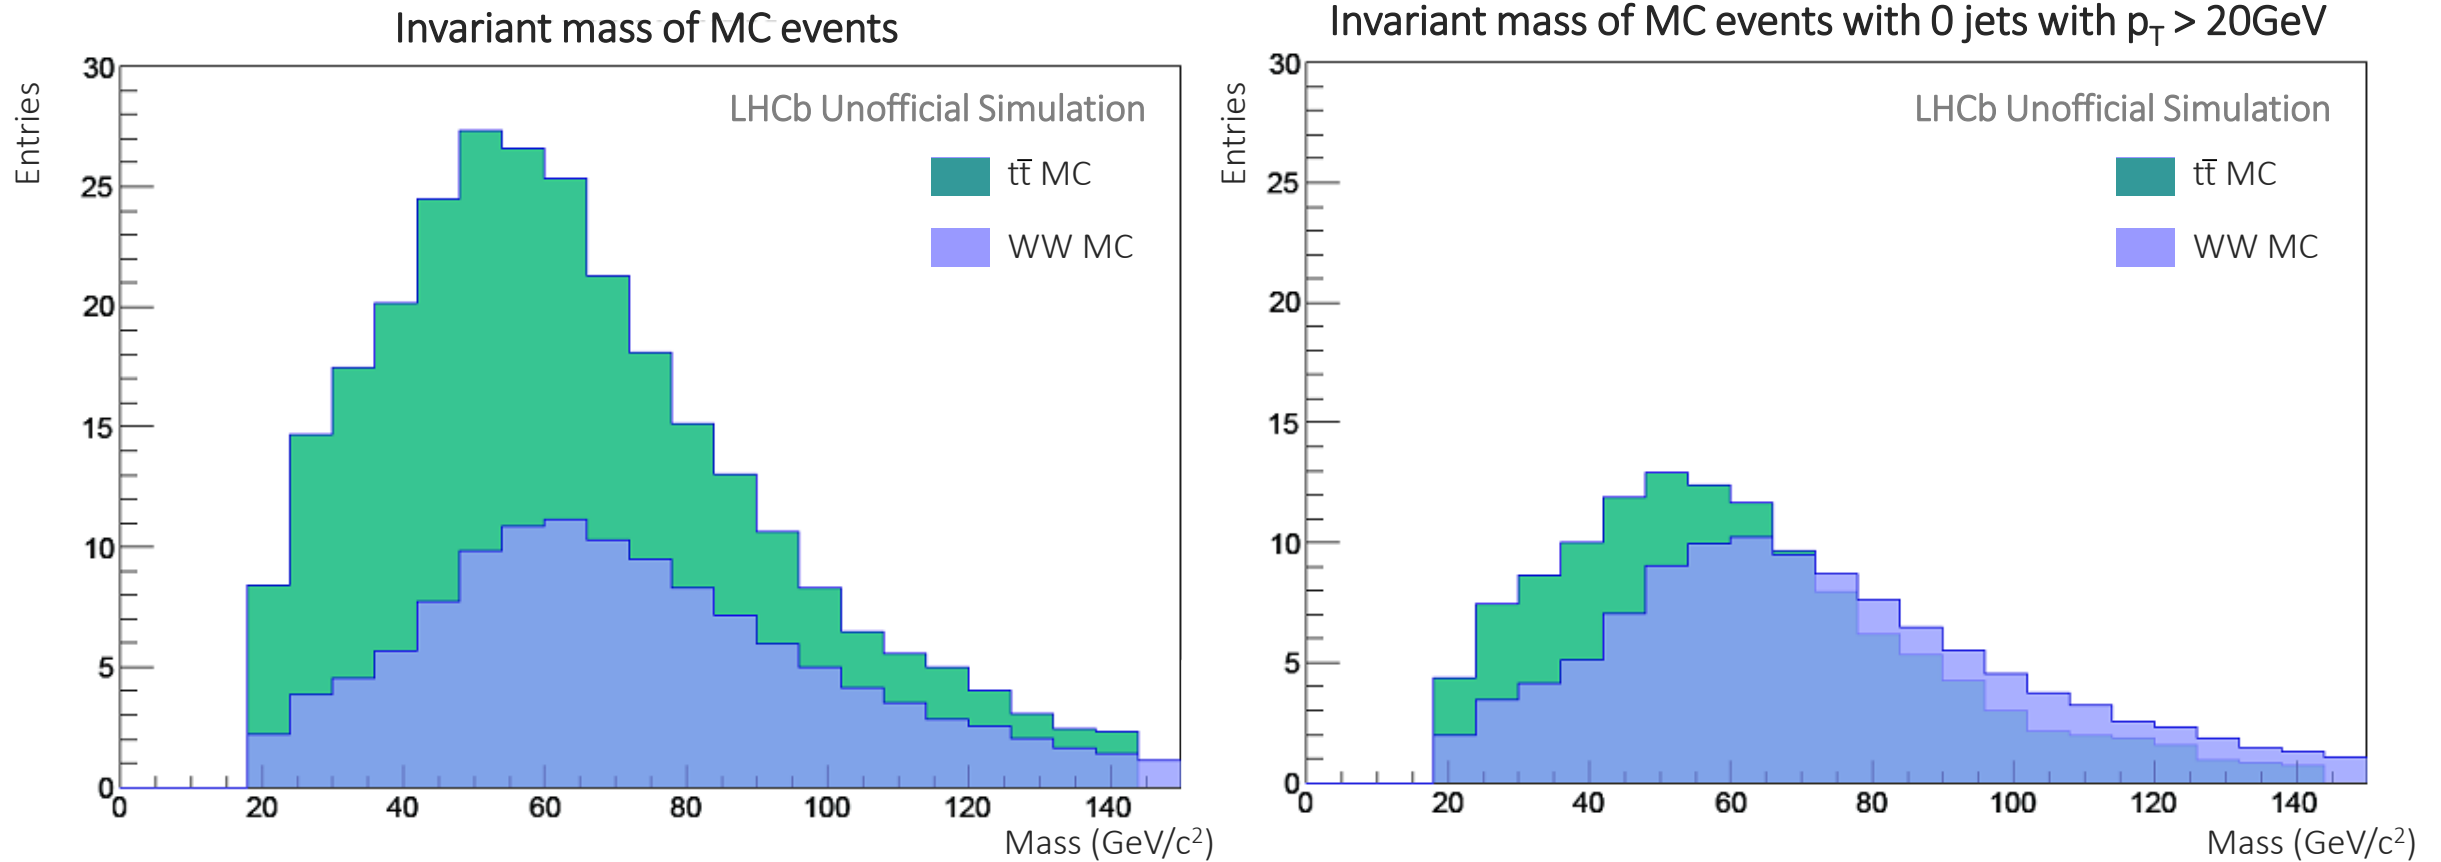 Invariant mass of MC events
Entries
30
25
20
15
10
5
0
LHCb Unofficial Simulation
tt̄ MC
WW MC
0 20 40 60 80 100 120 140
Mass (GeV/c²)
Invariant mass of MC events with 0 jets with p_T > 20GeV
Entries
30
25
20
15
10
5
0
LHCb Unofficial Simulation
tt̄ MC
WW MC
0 20 40 60 80 100 120 140
Mass (GeV/c²)